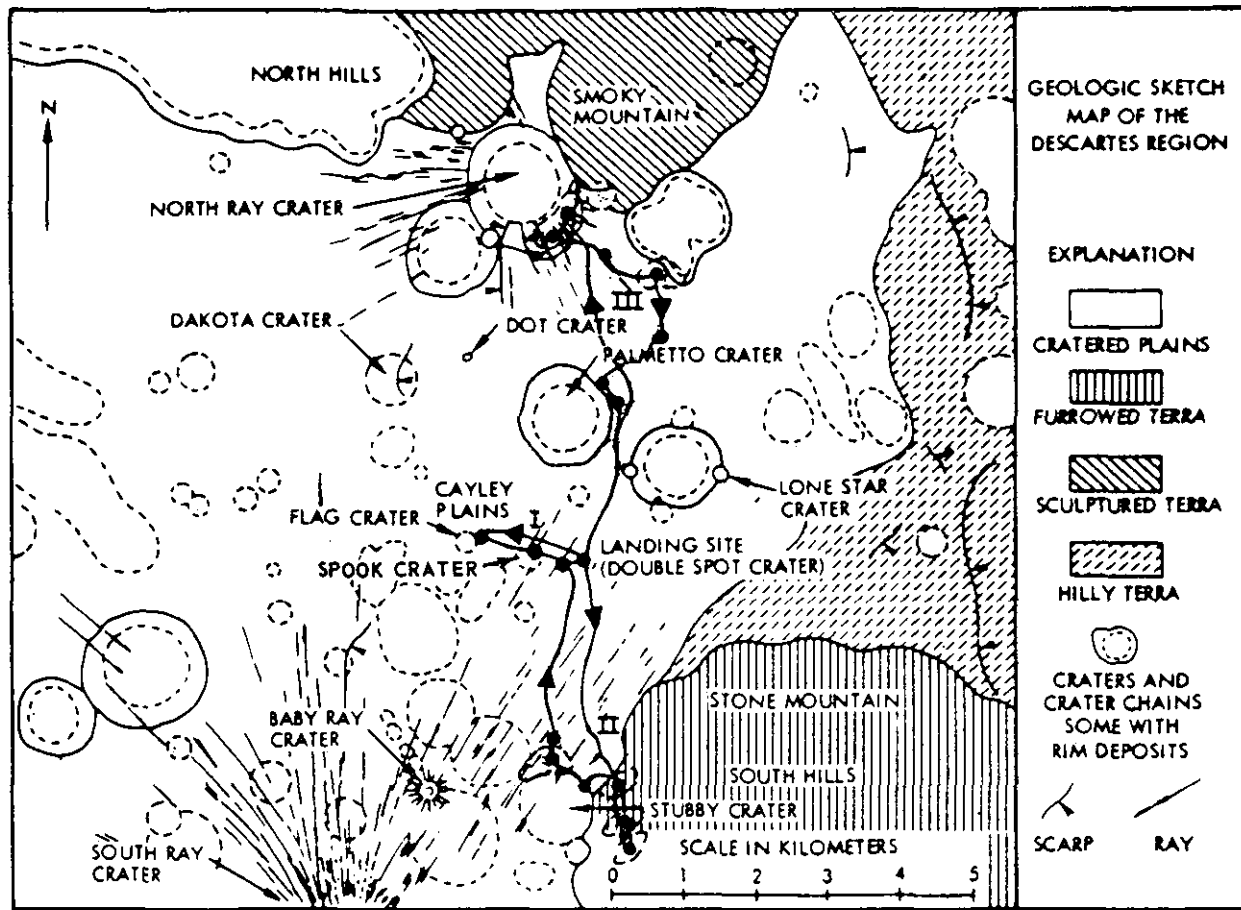 NORTH HILLS
N
SMOKY
MOUNTAIN
NORTH RAY CRATER
DAKOTA CRATER
DOT CRATER
III
PALMETTO CRATER
CAYLEY
PLAINS
I
FLAG CRATER
SPOOK CRATER
LONE STAR
CRATER
LANDING SITE
(DOUBLE SPOT CRATER)
STONE MOUNTAIN
II
BABY RAY
CRATER
SOUTH HILLS
STUBBY CRATER
SOUTH RAY
CRATER
SCALE IN KILOMETERS
0 1 2 3 4 5
GEOLOGIC SKETCH
MAP OF THE
DESCARTES REGION
EXPLANATION
CRATERED PLAINS
FURROWED TERRA
SCULPTURED TERRA
HILLY TERRA
CRATERS AND
CRATER CHAINS
SOME WITH
RIM DEPOSITS
SCARP RAY